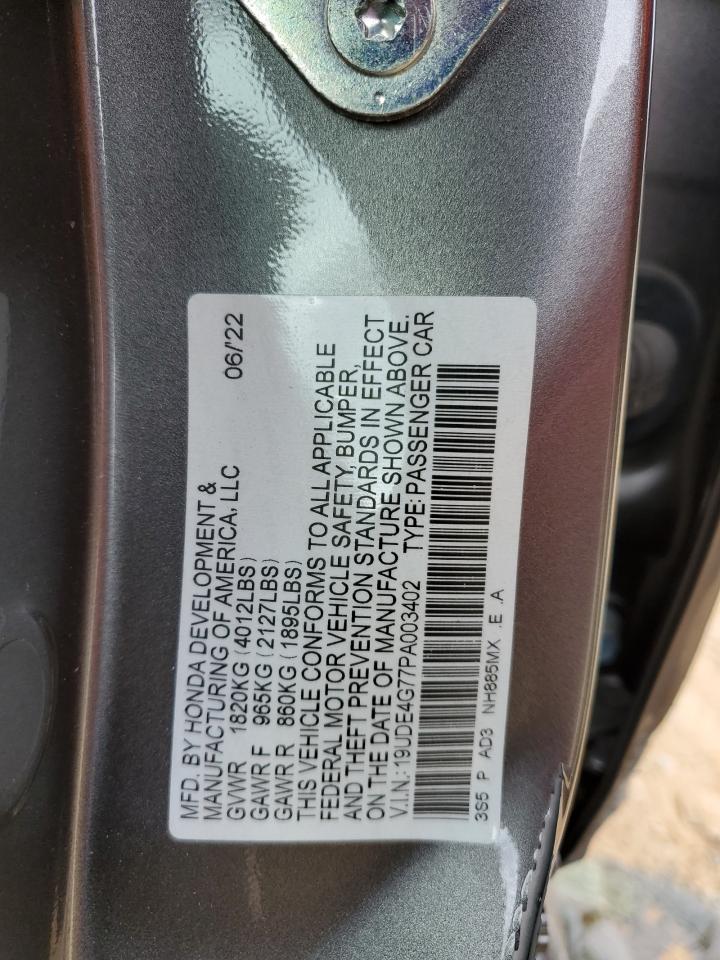 MFD. BY HONDA DEVELOPMENT &
MANUFACTURING OF AMERICA, LLC 06/'22
GVWR 1820KG (4012LBS)
GAWR F 965KG (2127LBS)
GAWR R 860KG (1895LBS)
THIS VEHICLE CONFORMS TO ALL APPLICABLE
FEDERAL MOTOR VEHICLE SAFETY, BUMPER,
AND THEFT PREVENTION STANDARDS IN EFFECT
ON THE DATE OF MANUFACTURE SHOWN ABOVE.
V.I.N.: 19UDE4G77PA003402 TYPE: PASSENGER CAR
3S5 P AD3 NH885MX .E .A